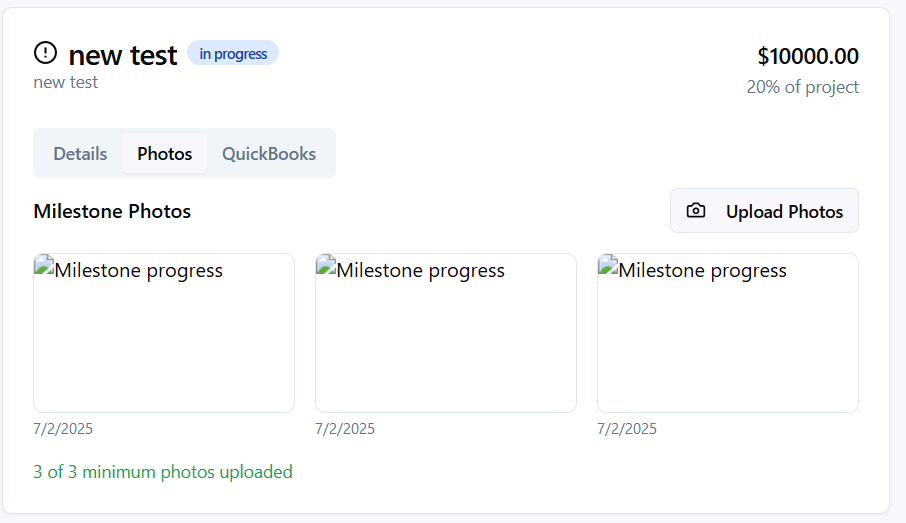 new test in progress
new test
$10000.00
20% of project
Details Photos QuickBooks
Milestone Photos
Upload Photos
Milestone progress Milestone progress Milestone progress
7/2/2025 7/2/2025 7/2/2025
3 of 3 minimum photos uploaded